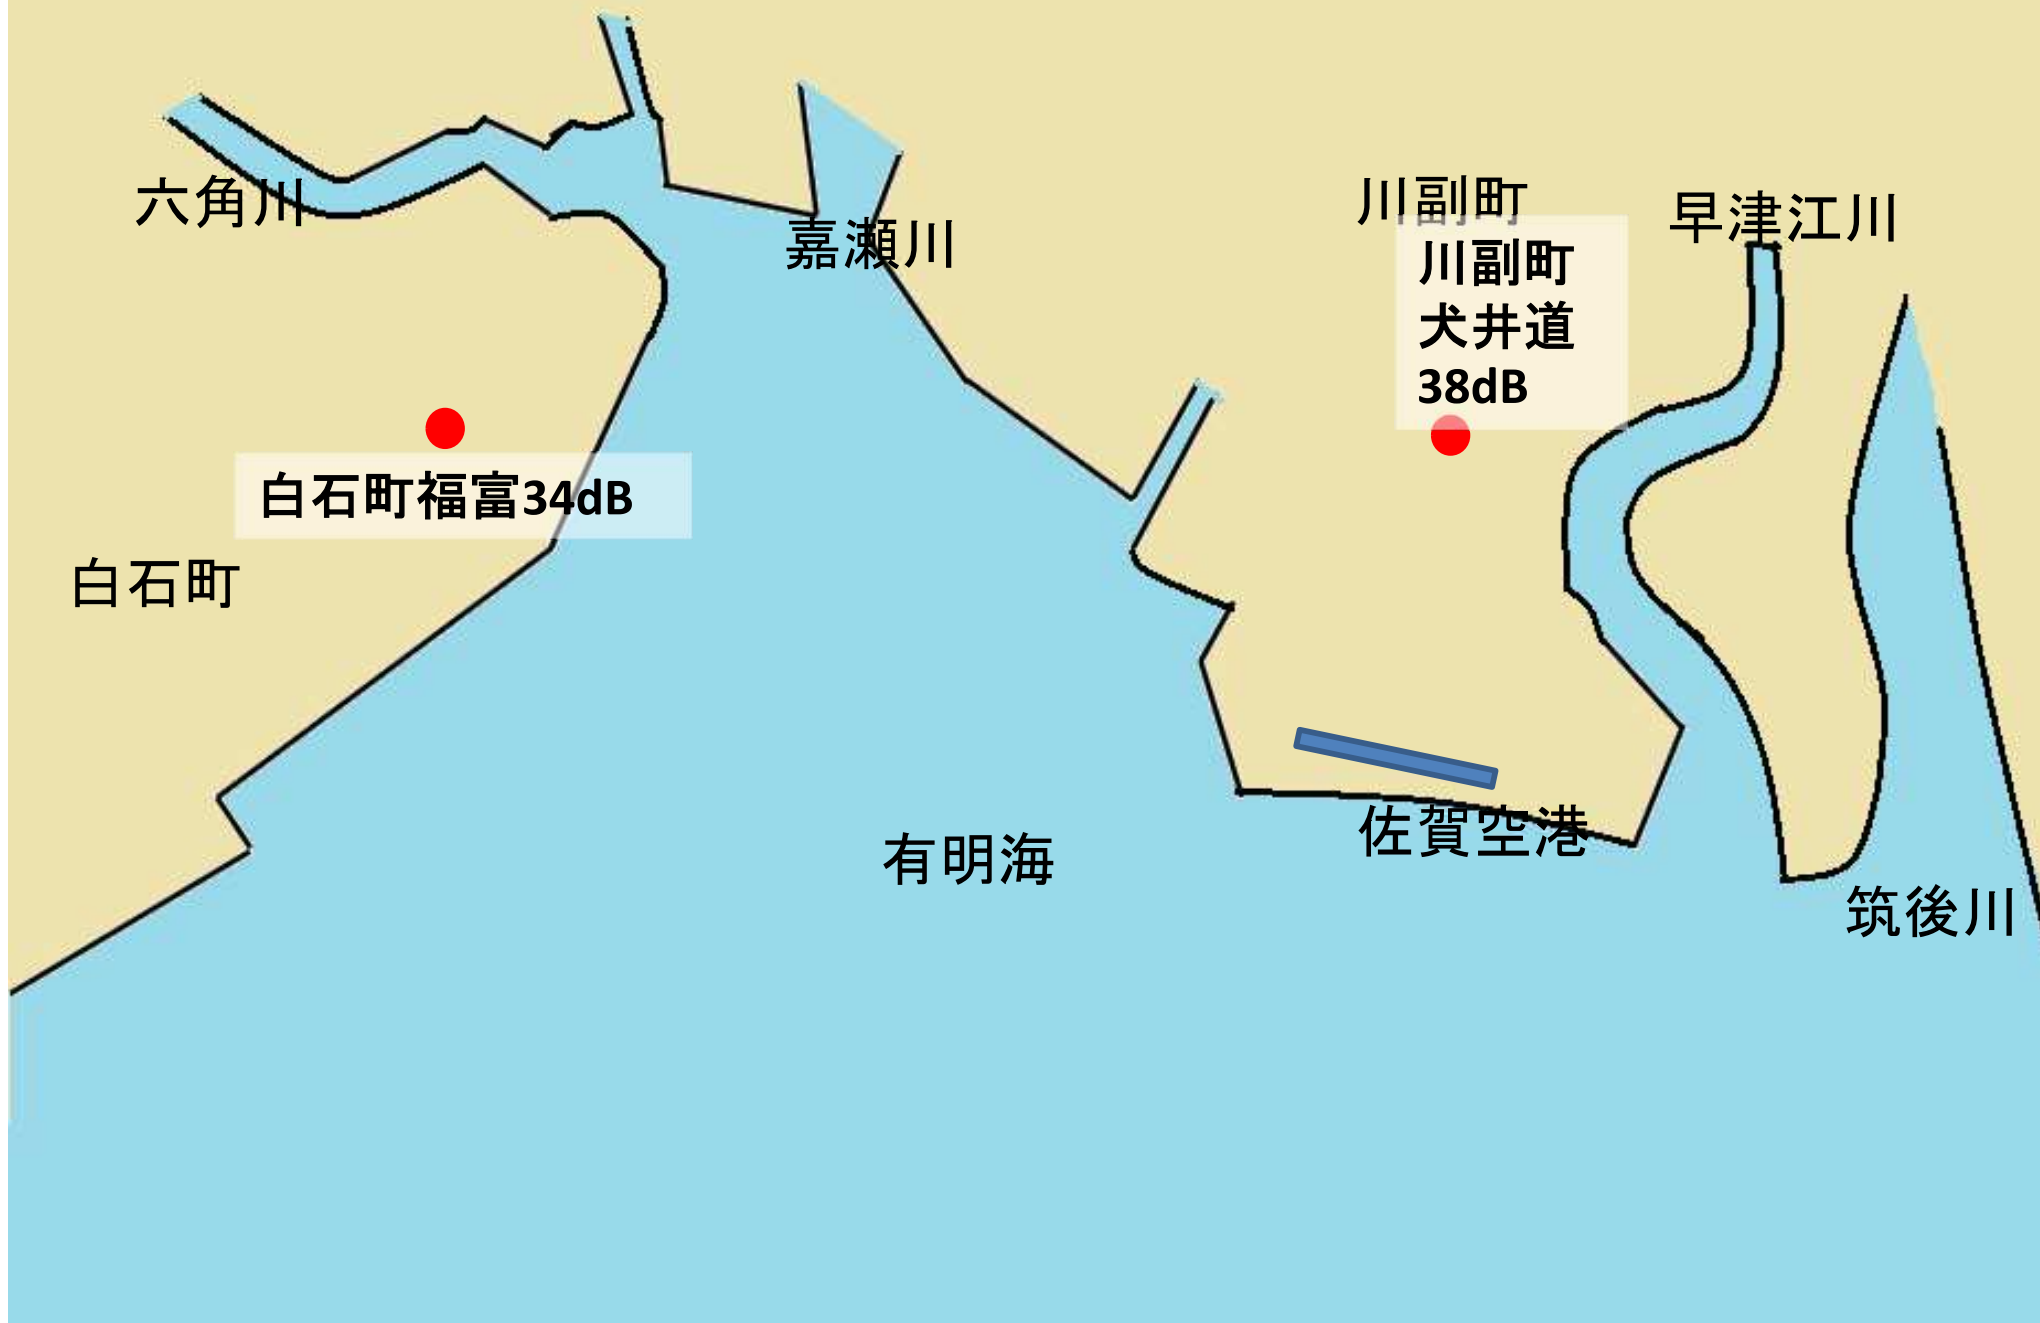 六角川
嘉瀬川
川副町
早津江川
川副町
犬井道
38dB
白石町福富34dB
白石町
有明海
佐賀空港
筑後川